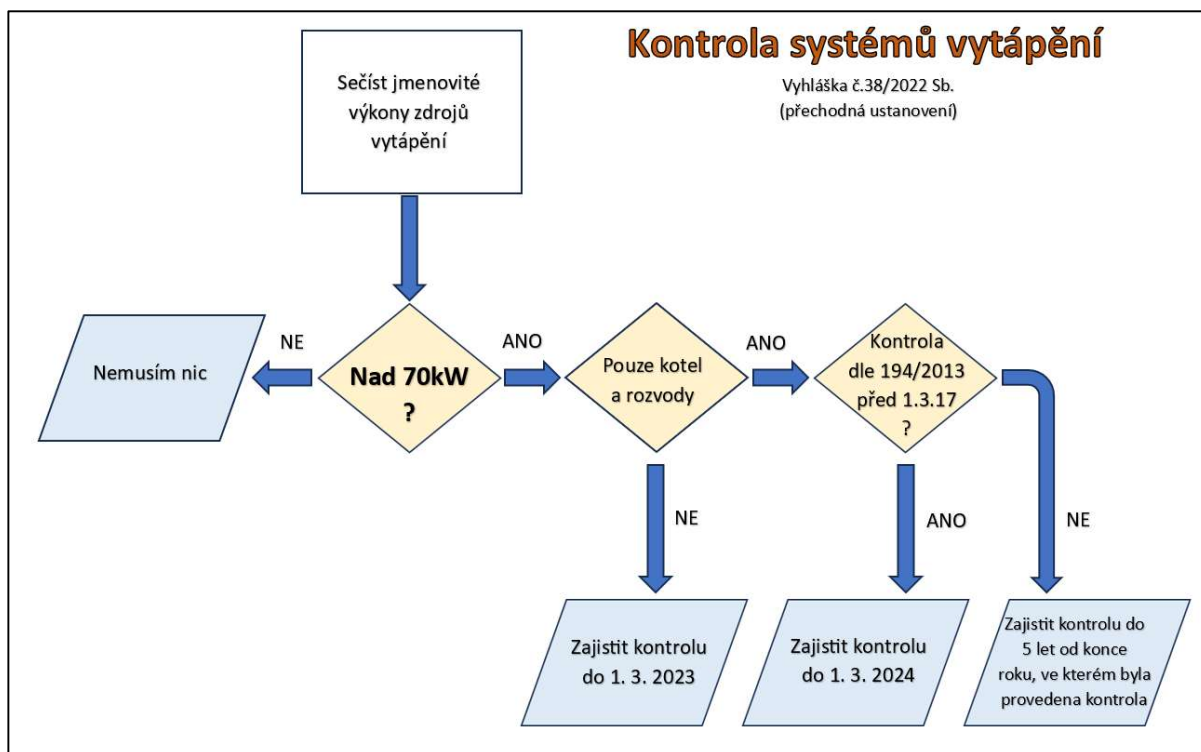 Kontrola systémů vytápění
Vyhláška č.38/2022 Sb.
(přechodná ustanovení)
Sečíst jmenovité
výkony zdrojů
vytápění
Nemusím nic
NE
Nad 70kW
?
ANO
Pouze kotel
a rozvody
ANO
Kontrola
dle 194/2013
před 1.3.17
?
NE
ANO
NE
Zajistit kontrolu
do 1. 3. 2023
Zajistit kontrolu
do 1. 3. 2024
Zajistit kontrolu do
5 let od konce
roku, ve kterém byla
provedena kontrola